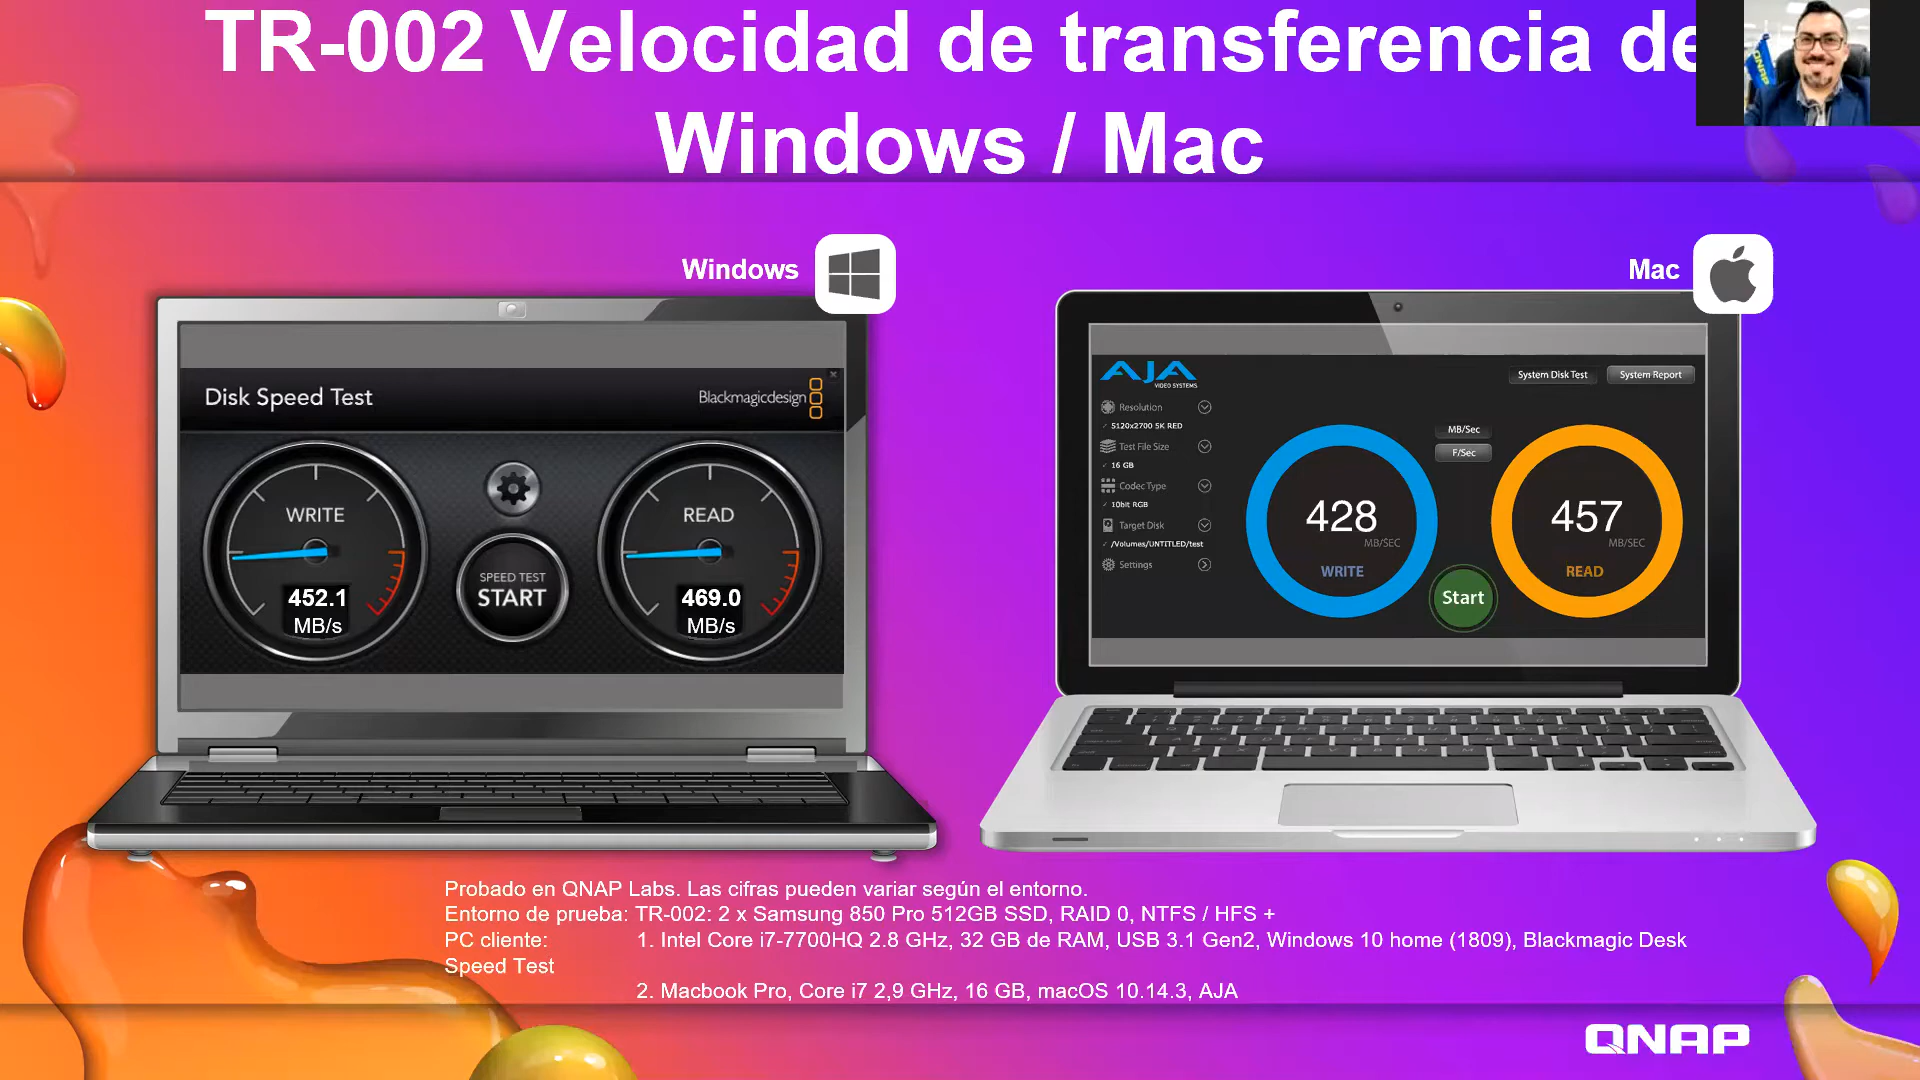 TR-002 Velocidad de transferencia de
Windows / Mac
QNAP
Windows
Mac
Disk Speed Test
Blackmagicdesign
WRITE
452.1
MB/s
SPEED TEST
START
READ
469.0
MB/s
AJA
VIDEO SYSTEMS
System Disk Test
System Report
Resolution
5120x2700 5K RED
Test File Size
16 GB
Codec Type
10bit RGB
Target Disk
/Volumes/UNTITLED/test
Settings
MB/Sec
F/Sec
428
MB/SEC
WRITE
457
MB/SEC
READ
Start
Probado en QNAP Labs. Las cifras pueden variar según el entorno.
Entorno de prueba: TR-002: 2 x Samsung 850 Pro 512GB SSD, RAID 0, NTFS / HFS +
PC cliente: 1. Intel Core i7-7700HQ 2.8 GHz, 32 GB de RAM, USB 3.1 Gen2, Windows 10 home (1809), Blackmagic Desk
Speed Test
2. Macbook Pro, Core i7 2,9 GHz, 16 GB, macOS 10.14.3, AJA
QNAP